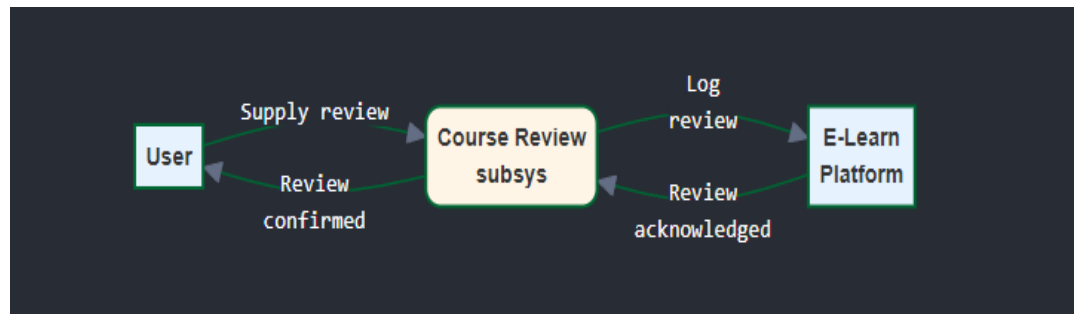 Supply review
Log
review
User
Course Review
subsys
E-Learn
Platform
Review
confirmed
Review
acknowledged